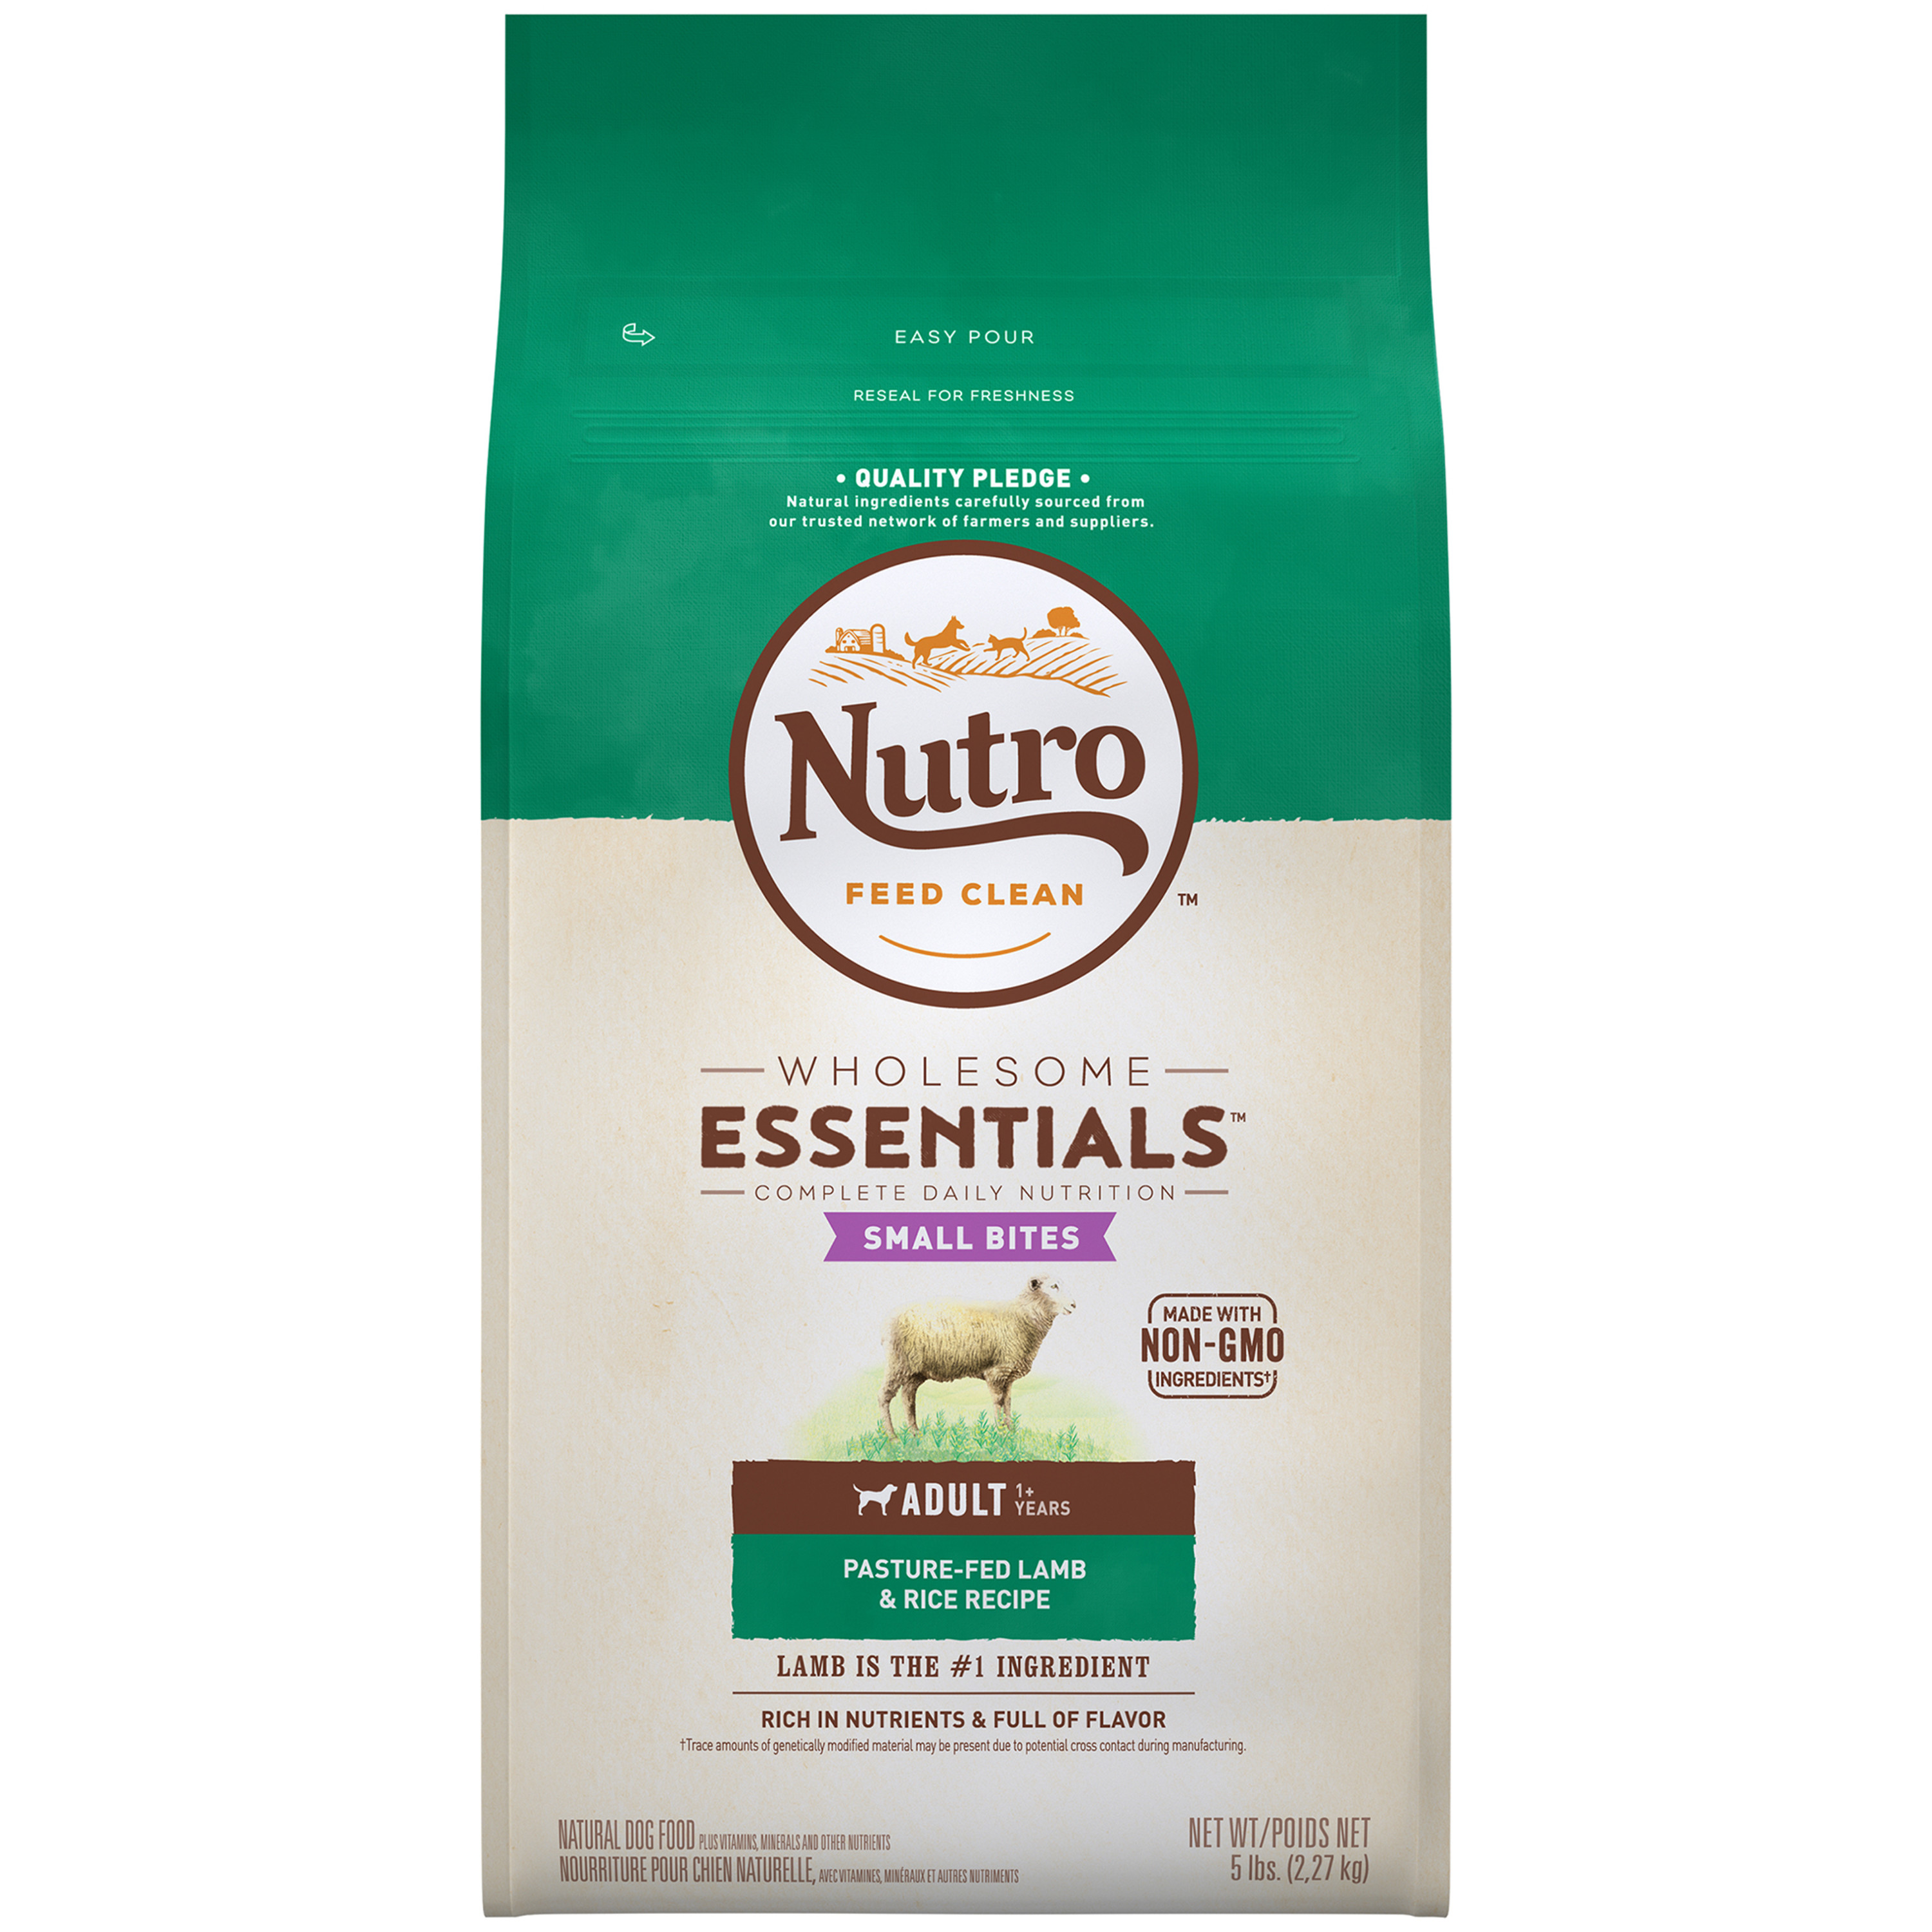 EASY POUR
RESEAL FOR FRESHNESS
• QUALITY PLEDGE •
Natural ingredients carefully sourced from
our trusted network of farmers and suppliers.
Nutro
FEED CLEAN
TM
WHOLESOME
ESSENTIALS™
COMPLETE DAILY NUTRITION
SMALL BITES
MADE WITH
NON-GMO
INGREDIENTS†
ADULT 1+ YEARS
PASTURE-FED LAMB
& RICE RECIPE
LAMB IS THE #1 INGREDIENT
RICH IN NUTRIENTS & FULL OF FLAVOR
†Trace amounts of genetically modified material may be present due to potential cross contact during manufacturing.
NATURAL DOG FOOD PLUS VITAMINS, MINERALS AND OTHER NUTRIENTS
NOURRITURE POUR CHIEN NATURELLE, AVEC VITAMINES, MINÉRAUX ET AUTRES NUTRIMENTS
NET WT/POIDS NET
5 lbs. (2,27 kg)